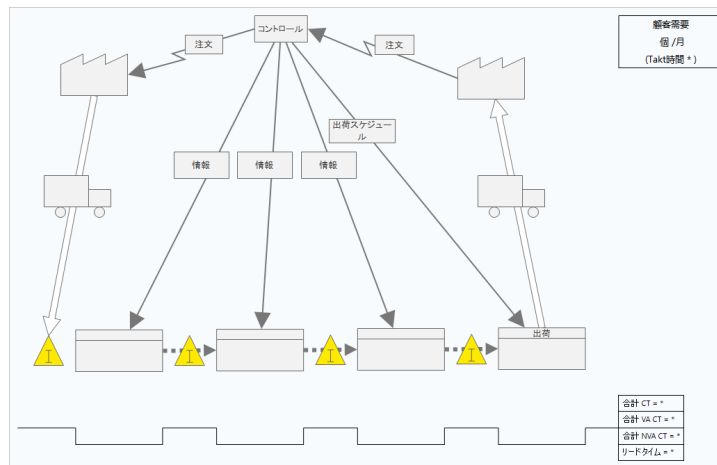 コントロール
注文
注文
顧客需要
個 /月
(Takt時間 * )
出荷スケジュー
ル
情報
情報
情報
出荷
I
I
I
I
合計 CT = *
合計 VA CT = *
合計 NVA CT = *
リードタイム = *